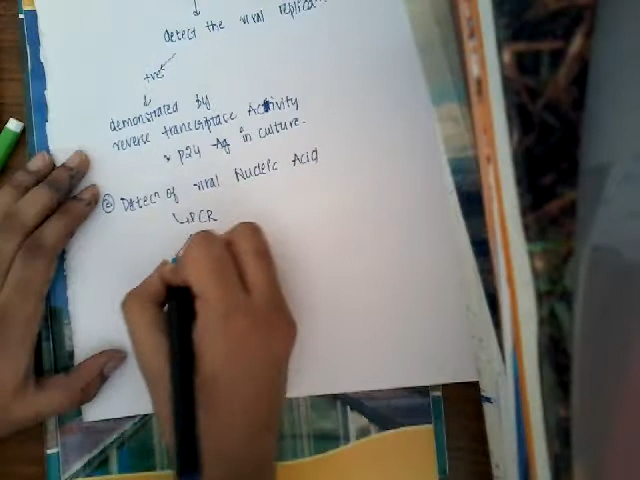 detect the viral replica
+ve
demonstrated by
reverse transcriptase Activity
& p24 Ag in culture.
② Detecn of viral Nucleic Acid
↳ PCR